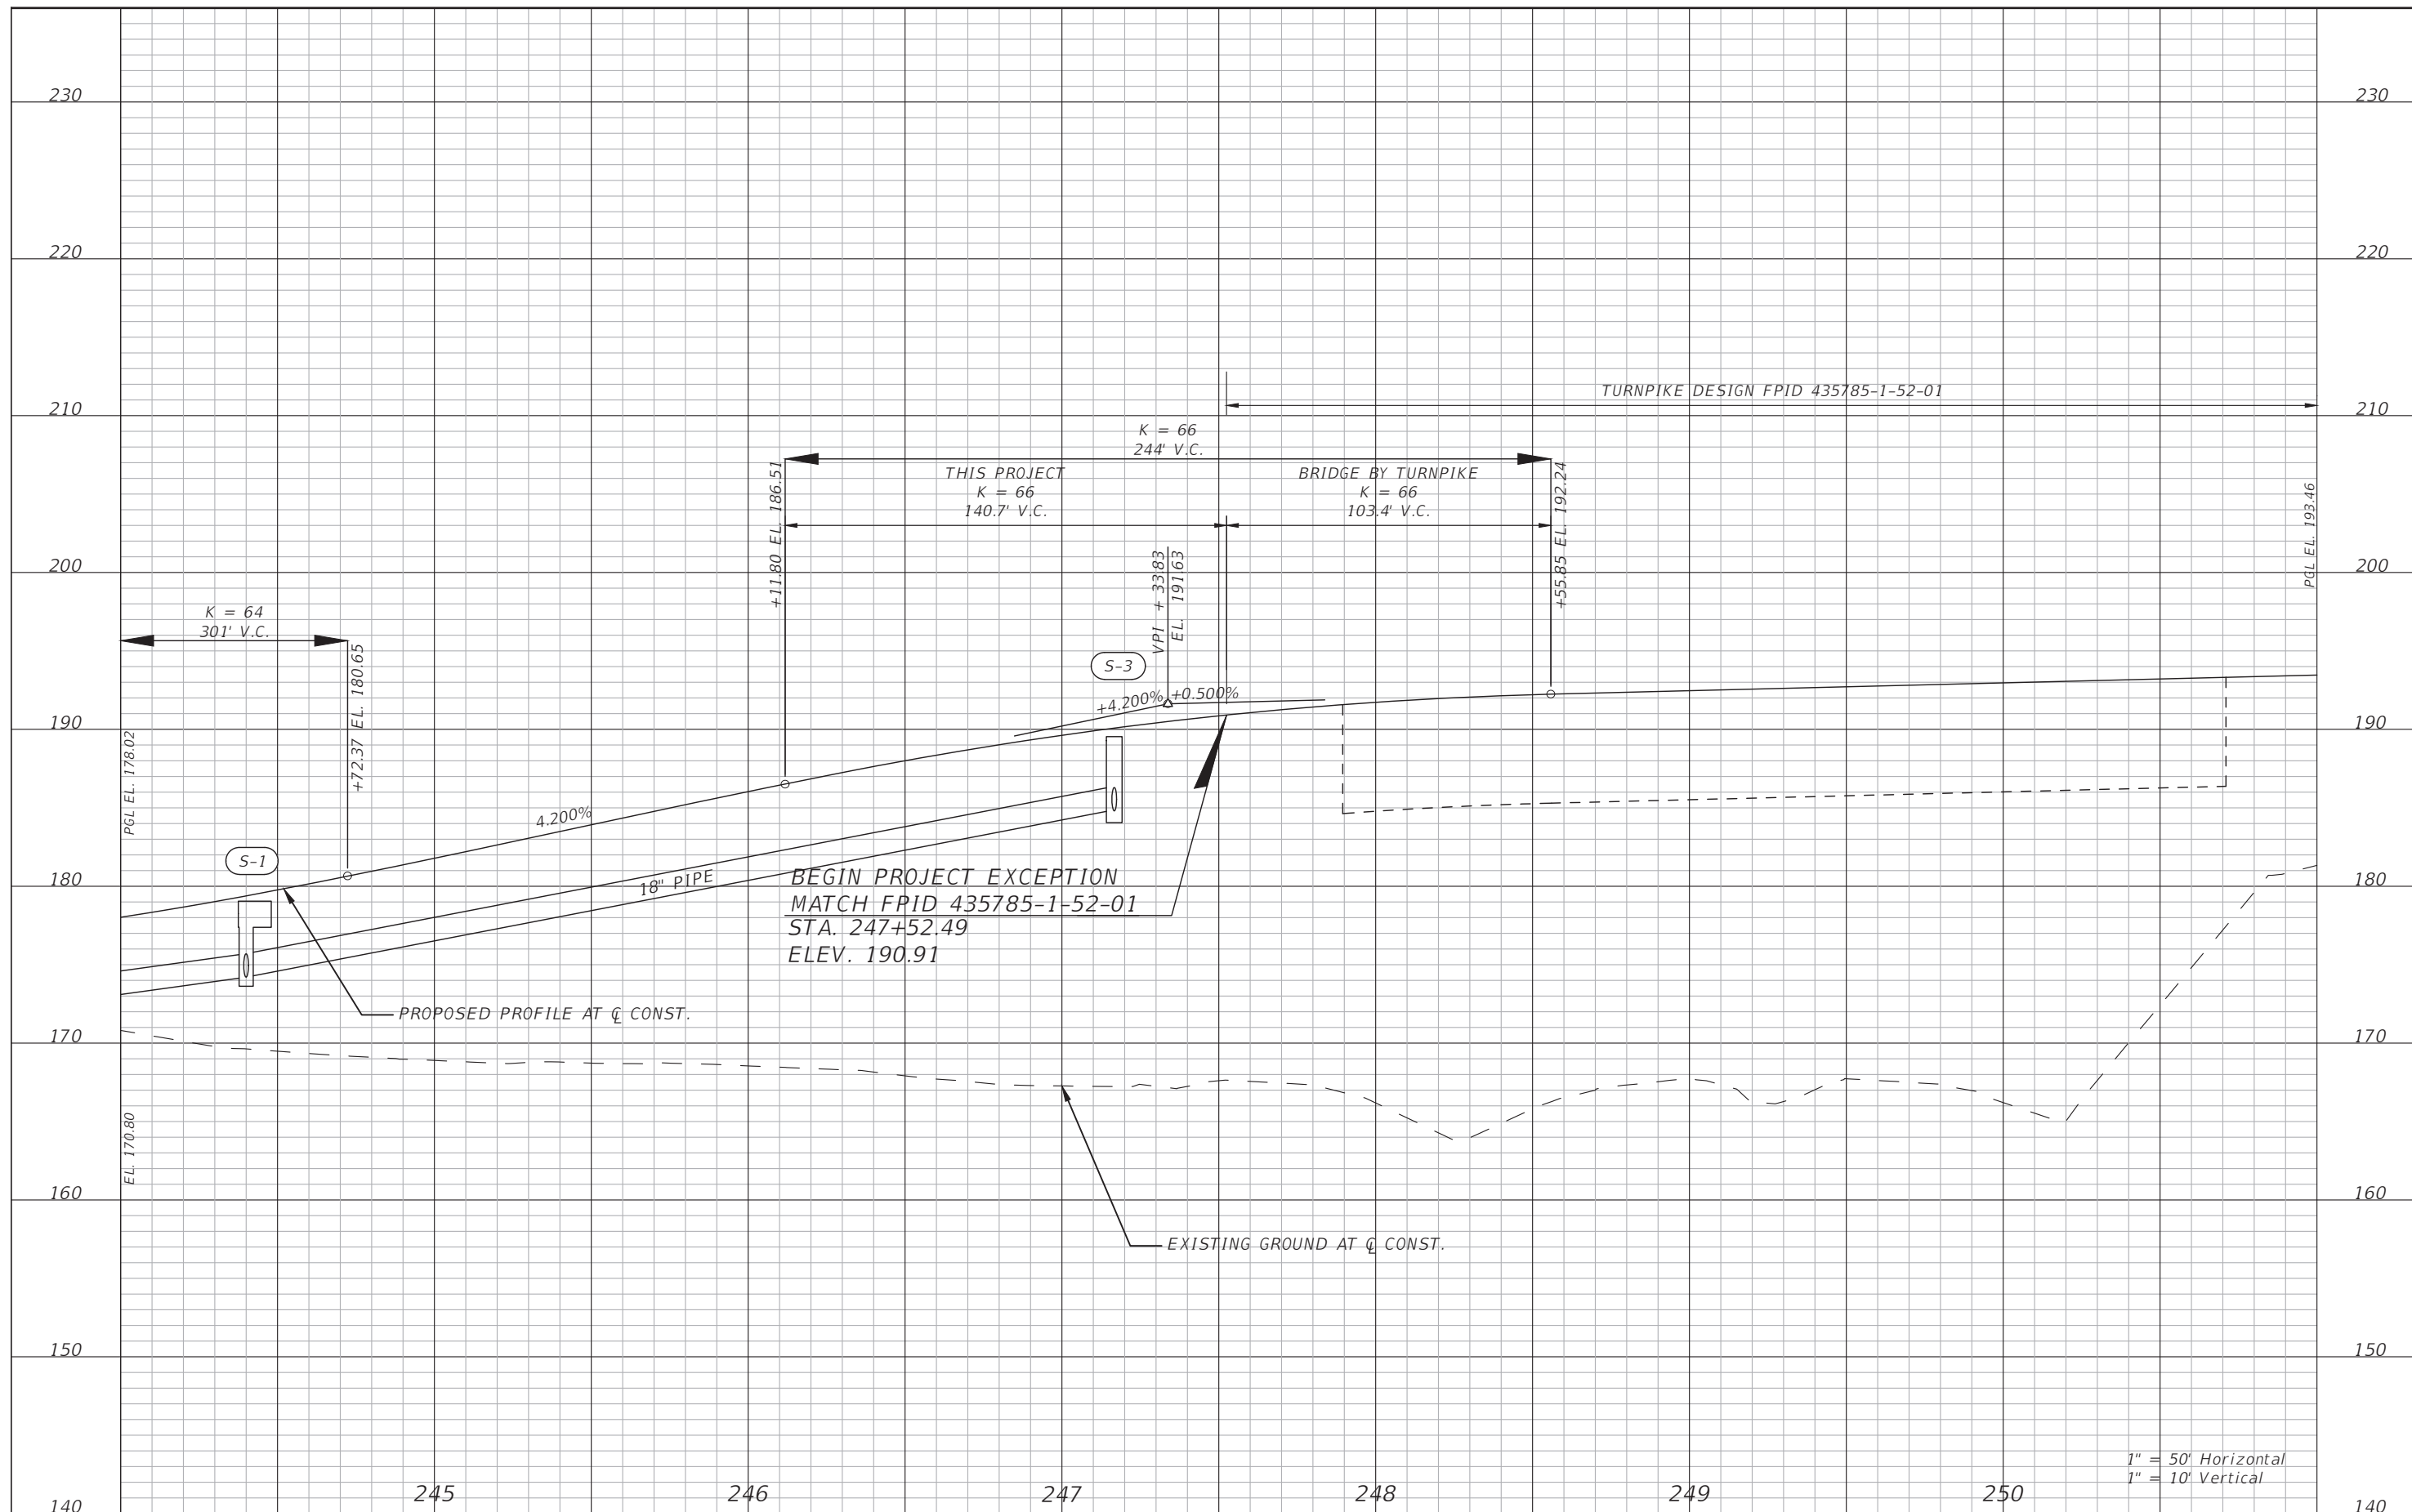 230
230
220
220
TURNPIKE DESIGN FPID 435785-1-52-01
210
210
K = 66
244' V.C.
THIS PROJECT
K = 66
140.7' V.C.
BRIDGE BY TURNPIKE
K = 66
103.4' V.C.
+11.80 EL. 186.51
+55.85 EL. 192.24
PGL EL. 193.46
200
200
VPI + 33.83
EL. 191.63
K = 64
301' V.C.
+72.37 EL. 180.65
S-3
+4.200%
+0.500%
190
190
PGL EL. 178.02
4.200%
S-1
180
180
18" PIPE
BEGIN PROJECT EXCEPTION
MATCH FPID 435785-1-52-01
STA. 247+52.49
ELEV. 190.91
PROPOSED PROFILE AT ℄ CONST.
170
170
EL. 170.80
160
160
EXISTING GROUND AT ℄ CONST.
150
150
1" = 50' Horizontal
1" = 10' Vertical
140
245
246
247
248
249
250
140